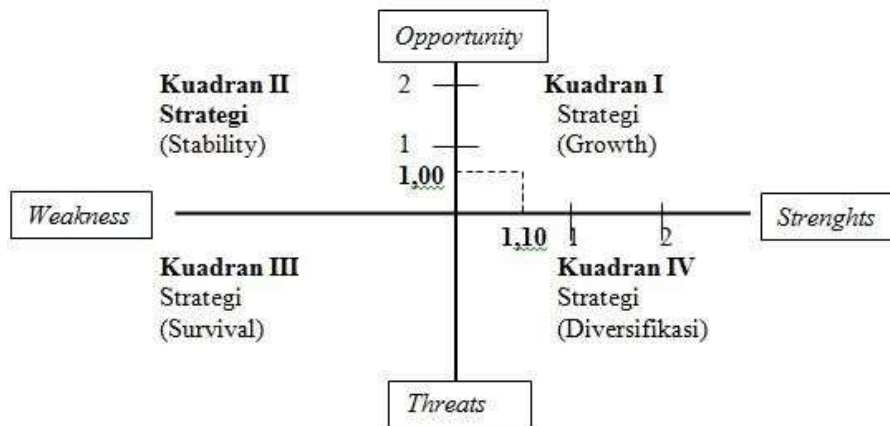 Opportunity
Kuadran II
Strategi
(Stability)
2
Kuadran I
Strategi
(Growth)
1
1,00
Weakness
Strenghts
1,10
1
2
Kuadran III
Strategi
(Survival)
Kuadran IV
Strategi
(Diversifikasi)
Threats